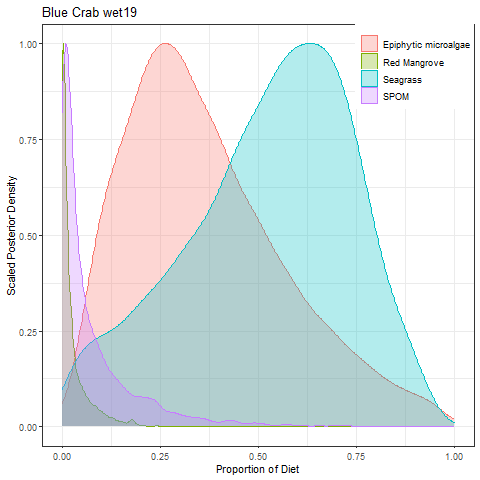 Blue Crab wet19
Epiphytic microalgae
Red Mangrove
Seagrass
SPOM
Scaled Posterior Density
1.00
0.75
0.50
0.25
0.00
0.00 0.25 0.50 0.75 1.00
Proportion of Diet